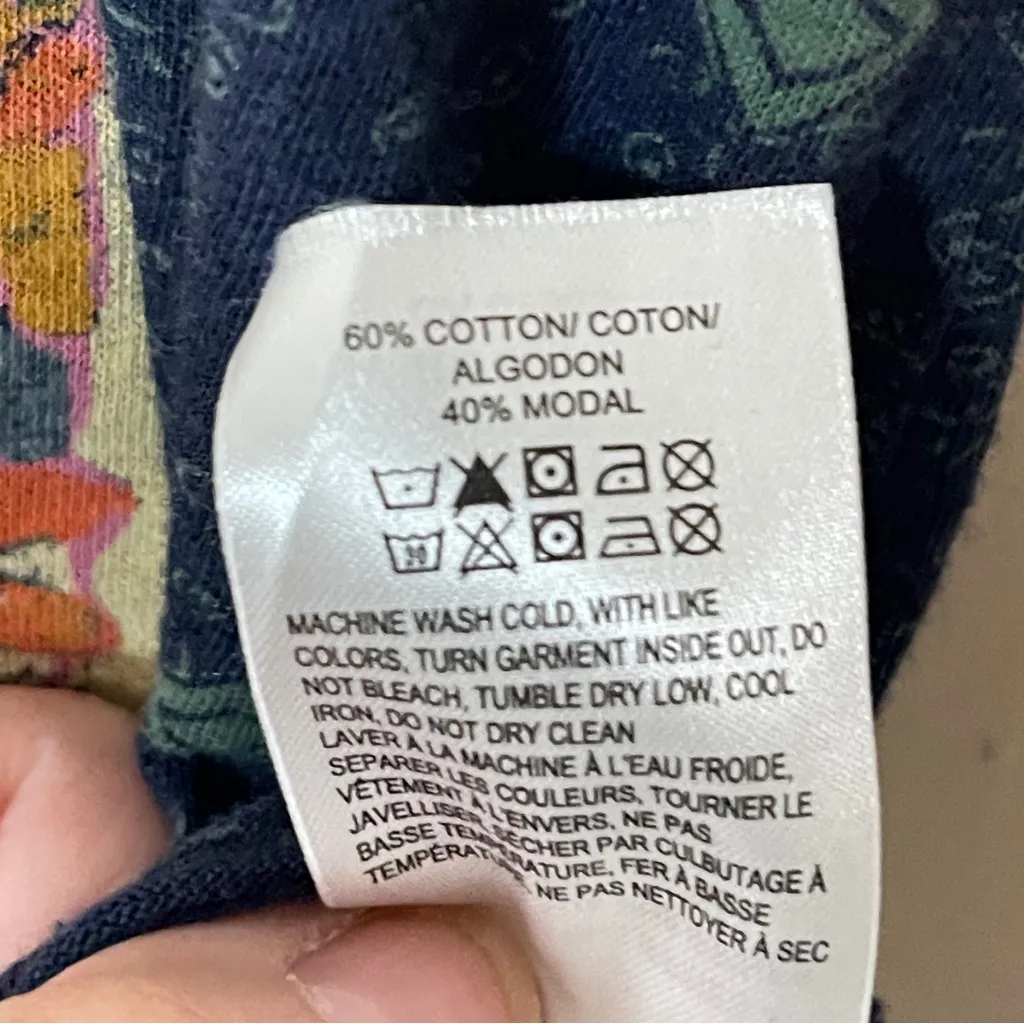 60% COTTON/ COTON/
ALGODON
40% MODAL
30
MACHINE WASH COLD, WITH LIKE
COLORS, TURN GARMENT INSIDE OUT, DO
NOT BLEACH, TUMBLE DRY LOW, COOL
IRON, DO NOT DRY CLEAN
LAVER À LA MACHINE À L'EAU FROIDE,
SEPARER LES COULEURS, TOURNER LE
VÊTEMENT À L'ENVERS, NE PAS
JAVELLISER, SÉCHER PAR CULBUTAGE À
BASSE TEMPÉRATURE, FER À BASSE
TEMPÉRATURE, NE PAS NETTOYER À SEC